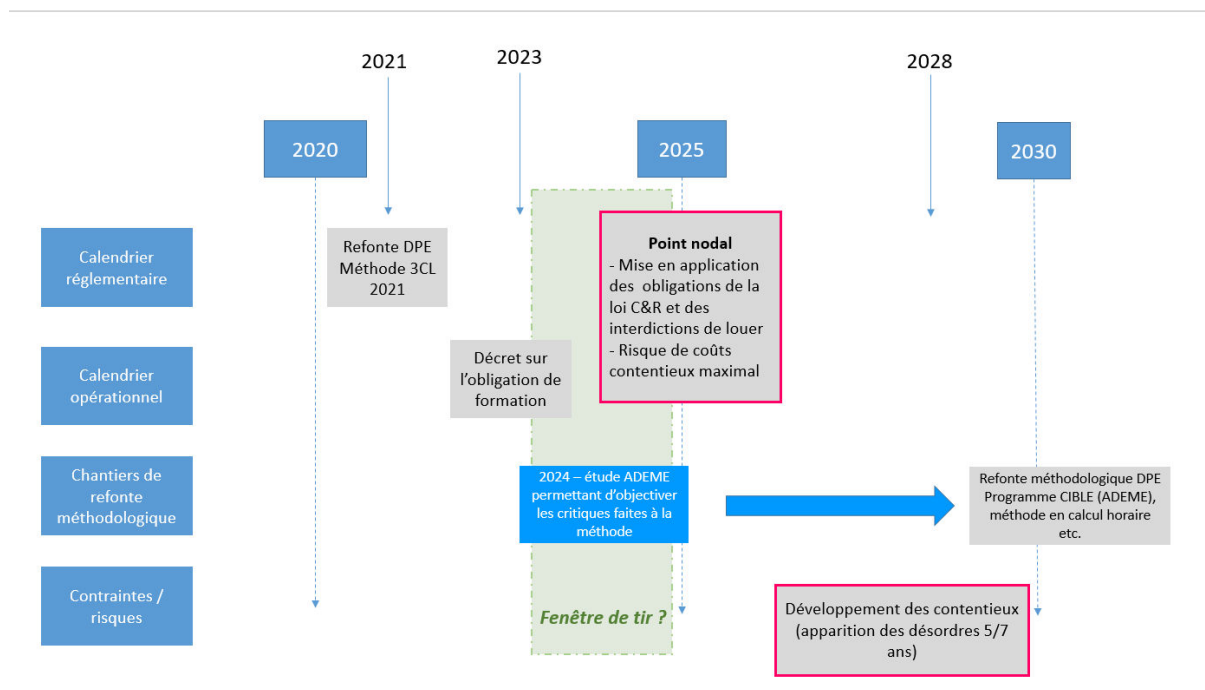 2021
2023
2028
2020
2025
2030
Calendrier
réglementaire
Refonte DPE
Méthode 3CL
2021
Point nodal
- Mise en application
des obligations de la
loi C&R et des
interdictions de louer
- Risque de coûts
contentieux maximal
Calendrier
opérationnel
Décret sur
l'obligation de
formation
Chantiers de
refonte
méthodologique
2024 – étude ADEME
permettant d'objectiver
les critiques faites à la
méthode
Refonte méthodologique DPE
Programme CIBLE (ADEME),
méthode en calcul horaire
etc.
Contraintes /
risques
Fenêtre de tir ?
Développement des contentieux
(apparition des désordres 5/7
ans)